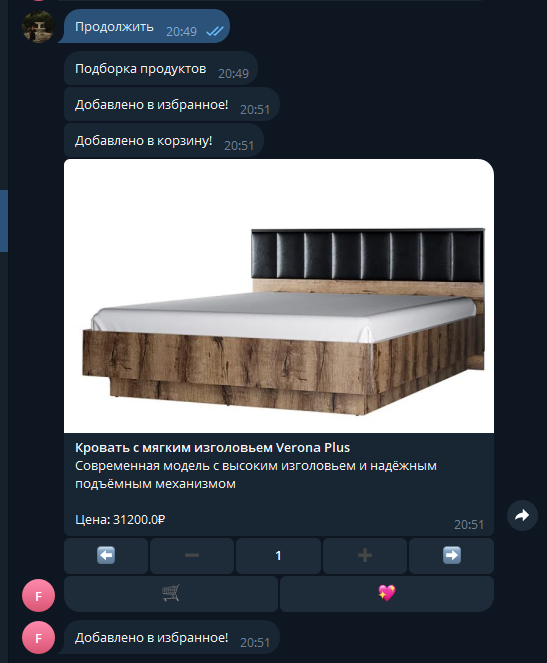 Продолжить 20:49
Подборка продуктов 20:49
Добавлено в избранное! 20:51
Добавлено в корзину! 20:51
Кровать с мягким изголовьем Verona Plus
Современная модель с высоким изголовьем и надёжным
подъёмным механизмом
Цена: 31200.0₽
20:51
1
F
F
Добавлено в избранное! 20:51